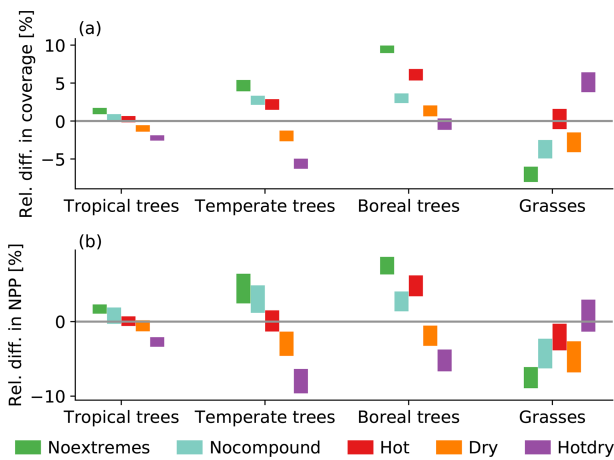 (a)
Rel. diff. in coverage [%]
10
5
0
−5
Tropical trees Temperate trees Boreal trees Grasses
(b)
Rel. diff. in NPP [%]
0
−10
Tropical trees Temperate trees Boreal trees Grasses
Noextremes Nocompound Hot Dry Hotdry